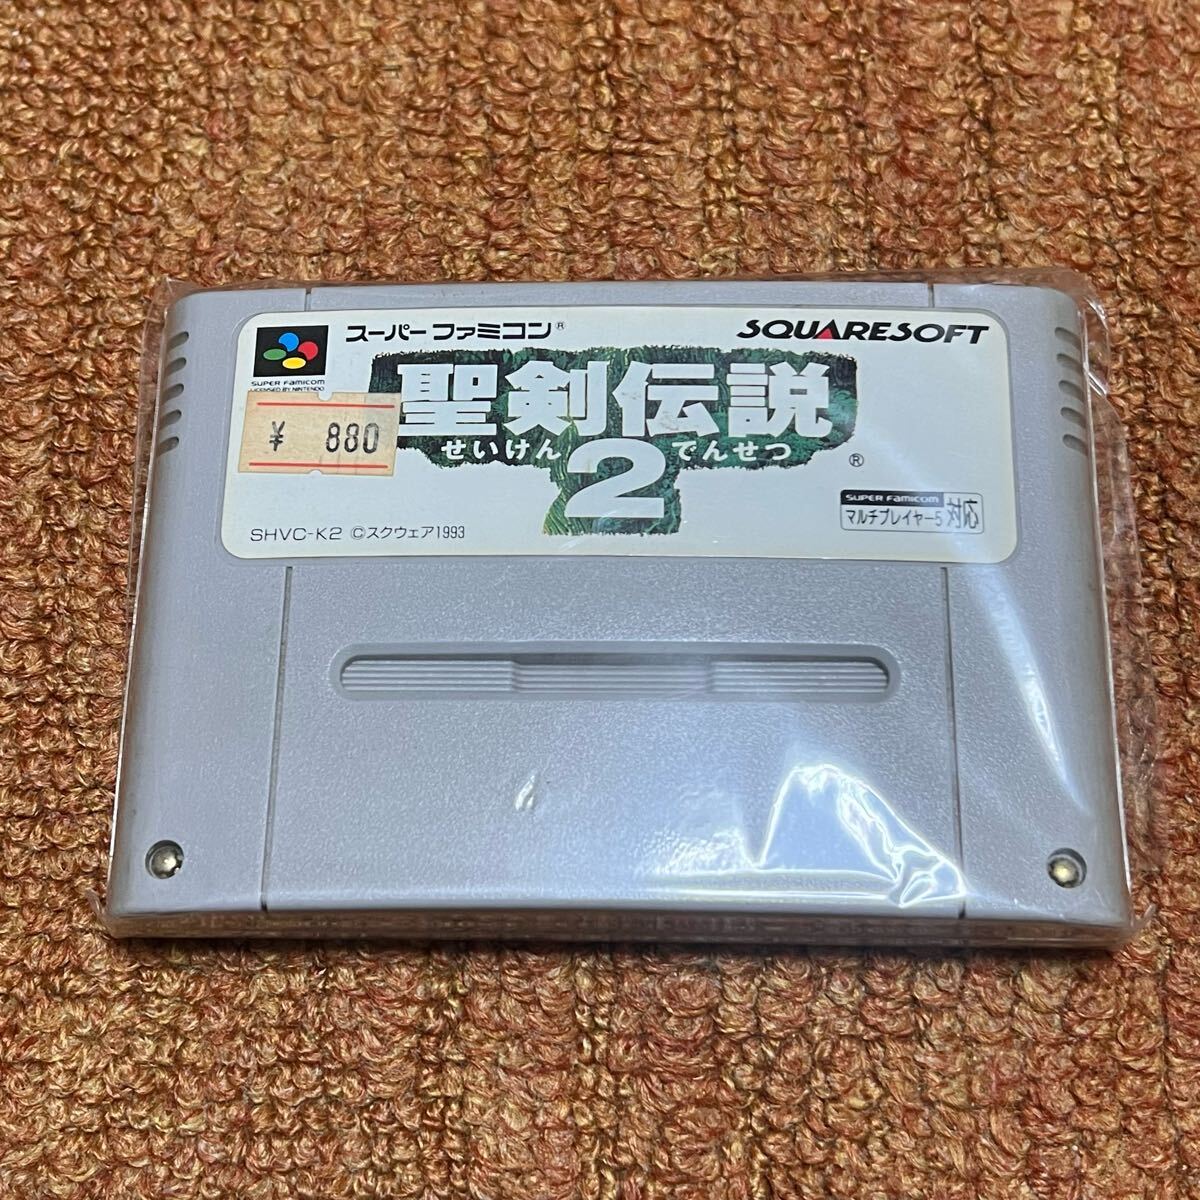 スーパーファミコン®
SQUARESOFT
SUPER FAMICOM
LICENSED BY NINTENDO
¥ 880
聖剣伝説
せいけん
でんせつ
2
®
SUPER FAMICOM
マルチプレイヤー5
対応
SHVC-K2 ©スクウェア1993